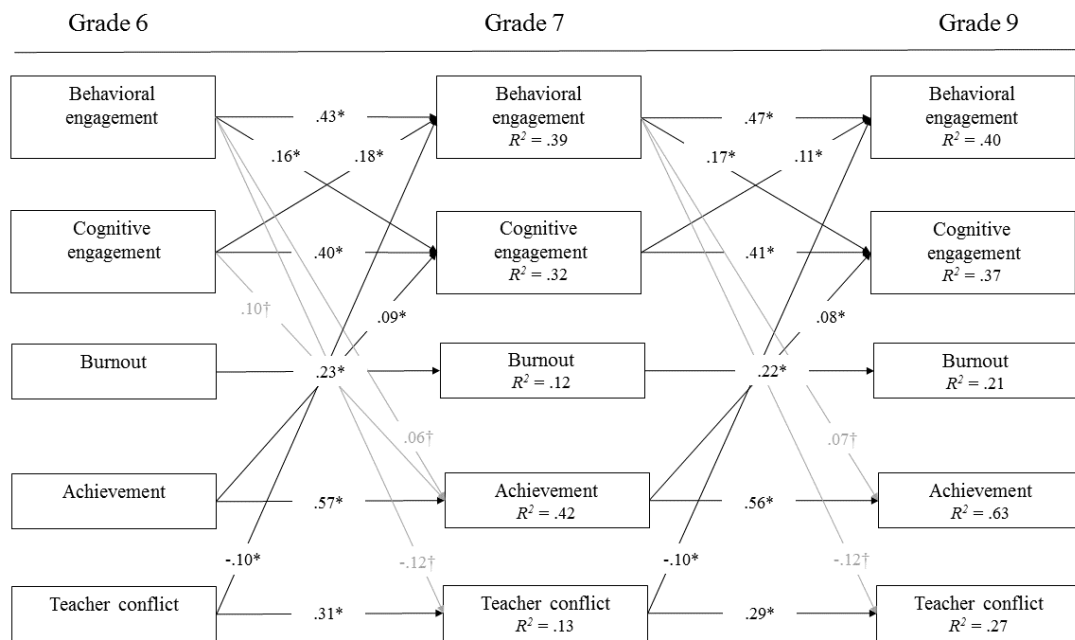 Grade 6
Grade 7
Grade 9
Behavioral
engagement
Behavioral
engagement
R² = .39
Behavioral
engagement
R² = .40
.43*
.47*
.16*
.18*
.17*
.11*
Cognitive
engagement
Cognitive
engagement
R² = .32
Cognitive
engagement
R² = .37
.40*
.41*
.10†
.09*
.08*
Burnout
Burnout
R² = .12
Burnout
R² = .21
.23*
.22*
.06†
.07†
Achievement
Achievement
R² = .42
Achievement
R² = .63
.57*
.56*
-.10*
-.12†
-.10*
-.12†
Teacher conflict
Teacher conflict
R² = .13
Teacher conflict
R² = .27
.31*
.29*